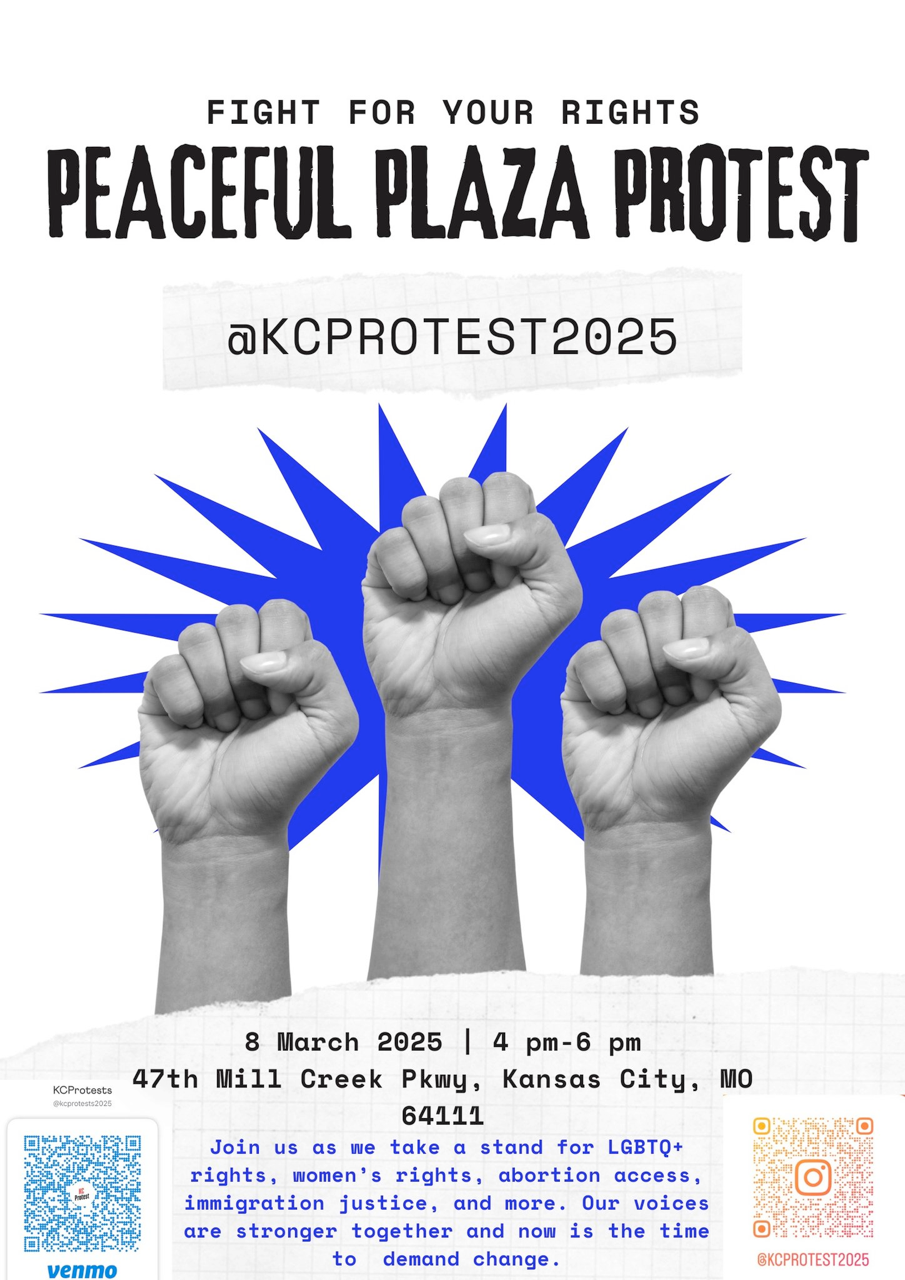 FIGHT FOR YOUR RIGHTS
PEACEFUL PLAZA PROTEST
@KCPROTEST2025
8 March 2025 | 4 pm-6 pm
47th Mill Creek Pkwy, Kansas City, MO
64111
Join us as we take a stand for LGBTQ+
rights, women's rights, abortion access,
immigration justice, and more. Our voices
are stronger together and now is the time
to demand change.
KCProtests
@kcprotests2025
KC
Protest
venmo
@KCPROTEST2025